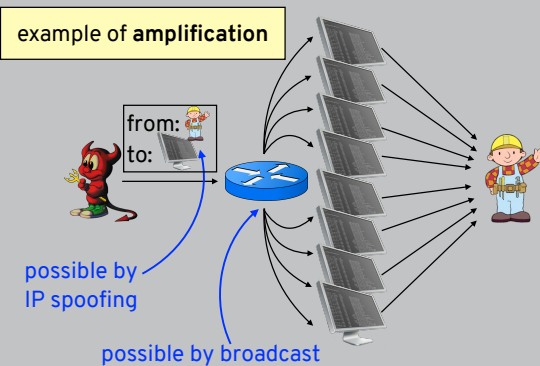 example of amplification
from:
to:
possible by
IP spoofing
possible by broadcast